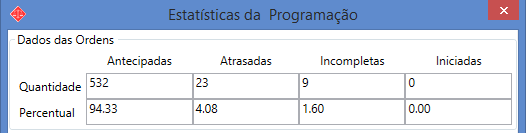 Estatísticas da Programação
Dados das Ordens
Antecipadas Atrasadas Incompletas Iniciadas
Quantidade 532 23 9 0
Percentual 94.33 4.08 1.60 0.00